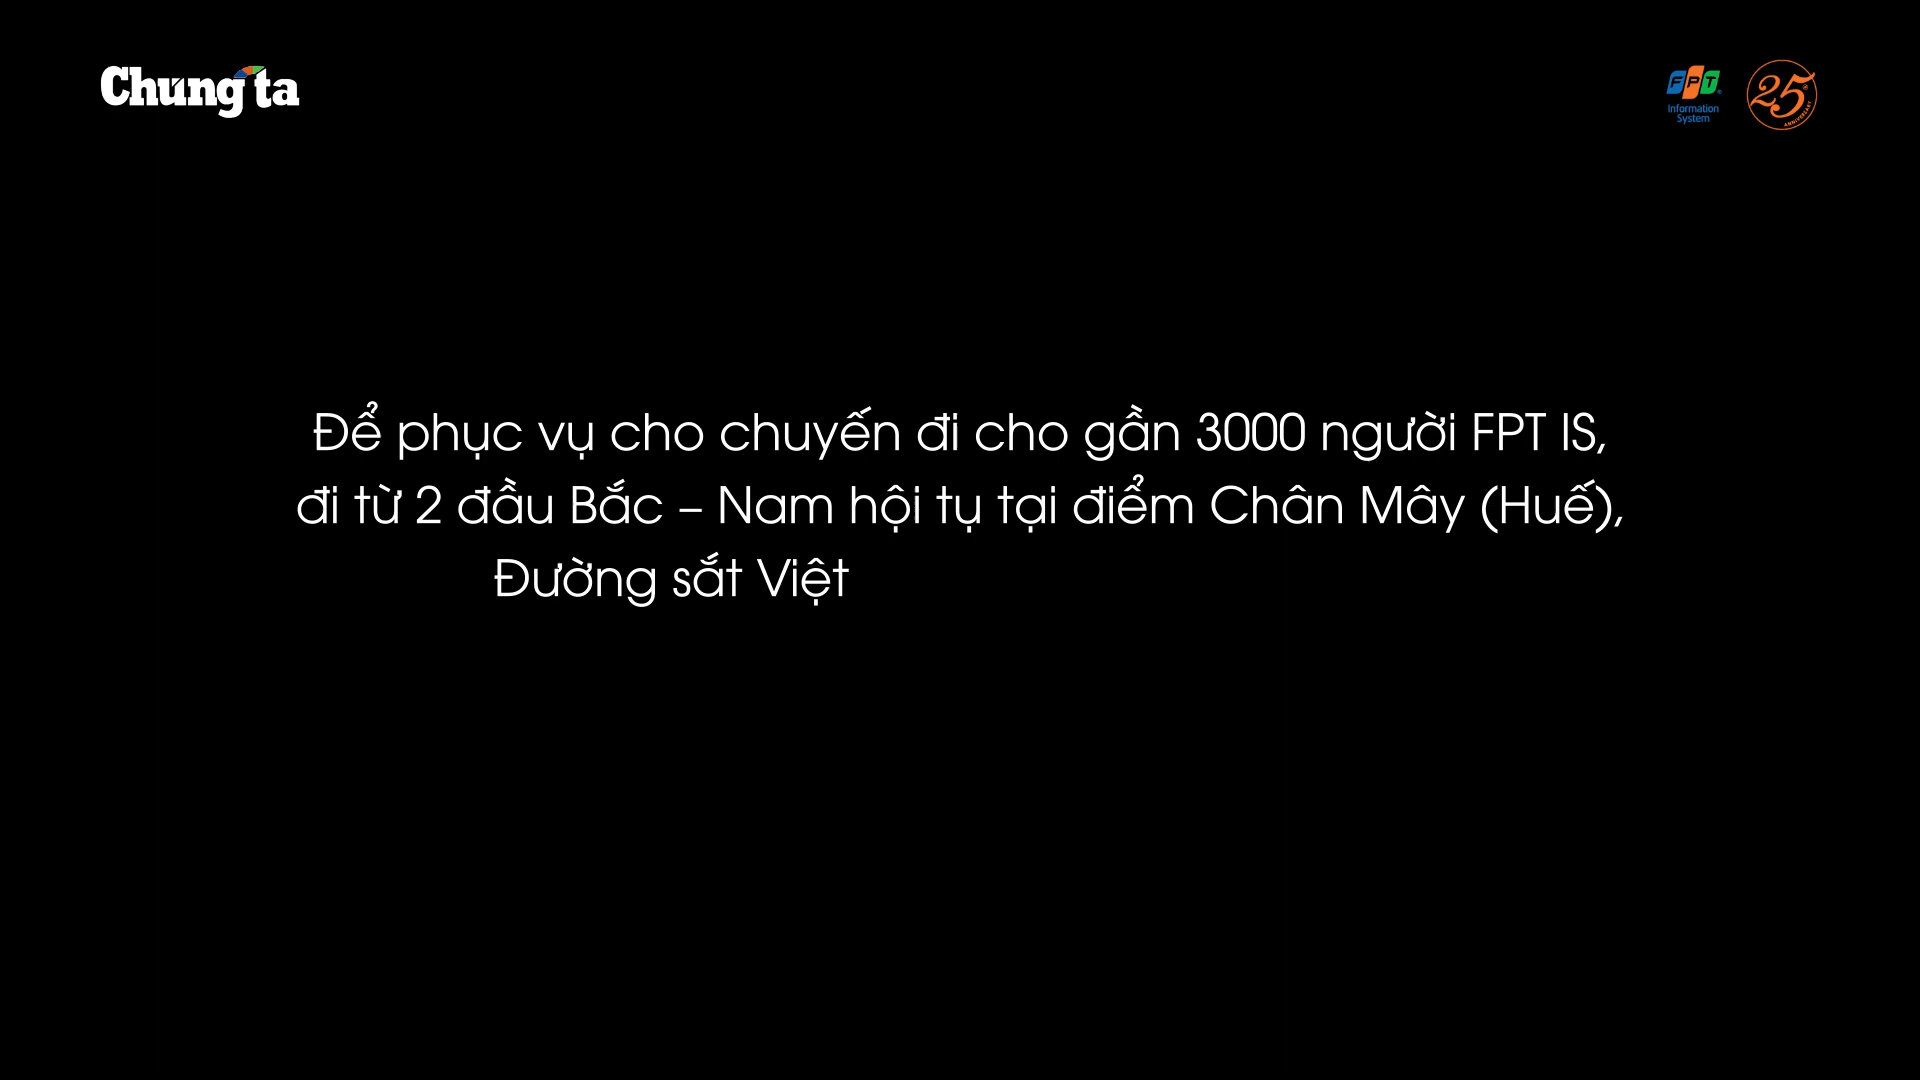 Chúng ta
FPT
Information
System
25
ANNIVERSARY
Để phục vụ cho chuyến đi cho gần 3000 người FPT IS,
đi từ 2 đầu Bắc – Nam hội tụ tại điểm Chân Mây (Huế),
Đường sắt Việt